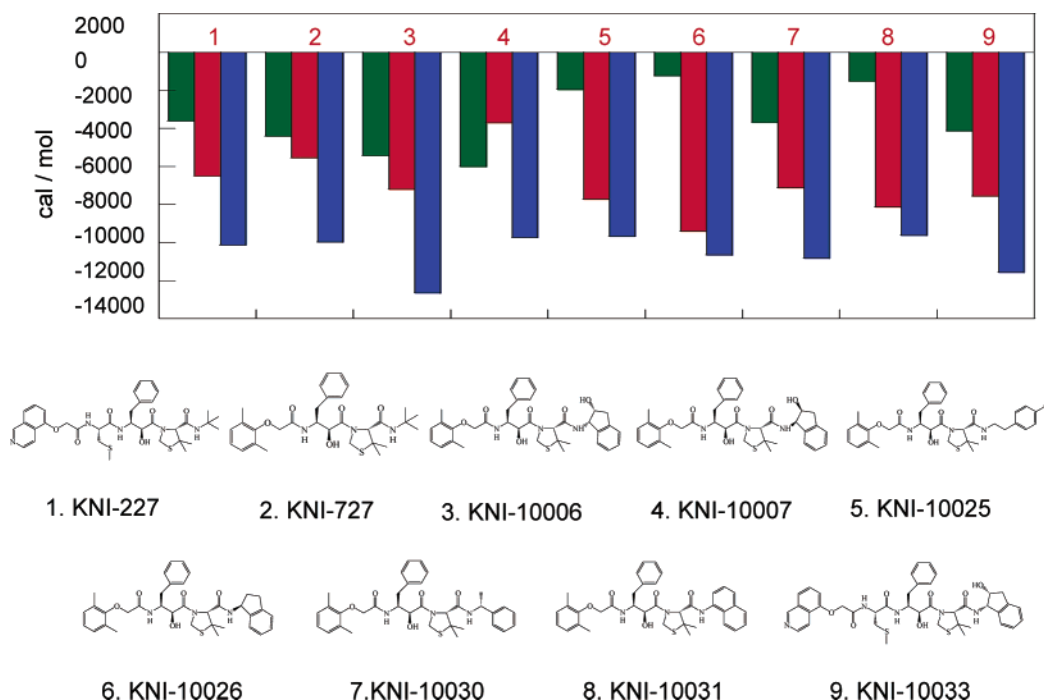 2000
1 2 3 4 5 6 7 8 9
0
-2000
-4000
-6000
-8000
-10000
-12000
-14000
cal / mol
1. KNI-227
2. KNI-727
3. KNI-10006
4. KNI-10007
5. KNI-10025
6. KNI-10026
7.KNI-10030
8. KNI-10031
9. KNI-10033